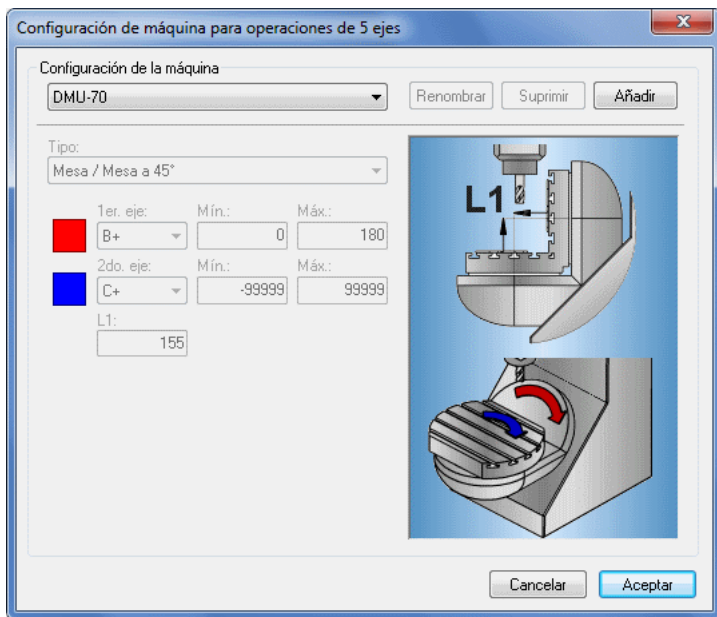 Configuración de máquina para operaciones de 5 ejes
Configuración de la máquina
DMU-70 Renombrar Suprimir Añadir
Tipo:
Mesa / Mesa a 45°
1er. eje: Mín.: Máx.:
B+ 0 180
2do. eje: Mín.: Máx.:
C+ -99999 99999
L1:
155
L1
Cancelar Aceptar